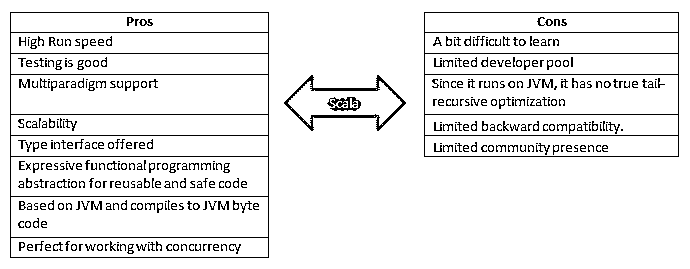 Pros
High Run speed
Testing is good
Multiparadigm support
Scalability
Type interface offered
Expressive functional programming
abstraction for reusable and safe code
Based on JVM and compiles to JVM byte
code
Perfect for working with concurrency
Scala
Cons
A bit difficult to learn
Limited developer pool
Since it runs on JVM, it has no true tail-
recursive optimization
Limited backward compatibility.
Limited community presence